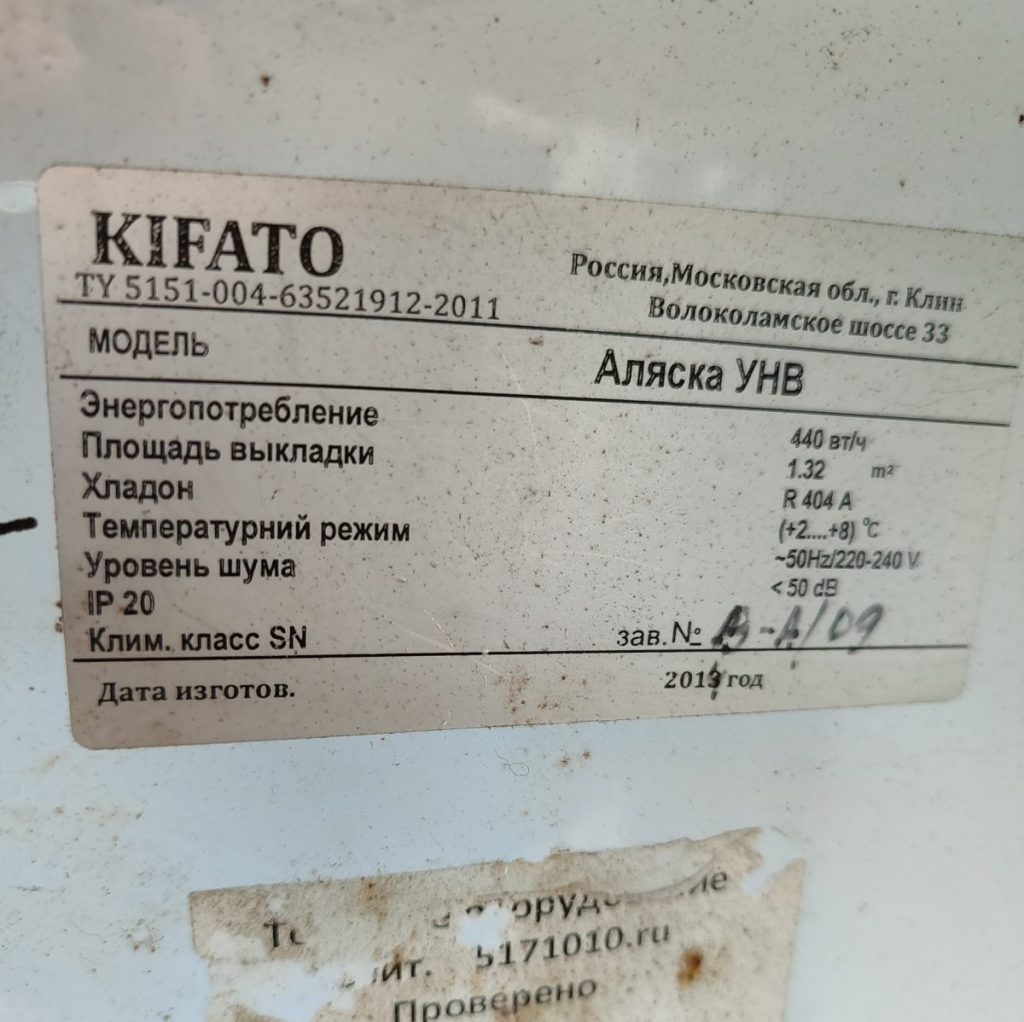 KIFATO
ТУ 5151-004-63521912-2011
Россия,Московская обл., г. Клин
Волоколамское шоссе 33
МОДЕЛЬ Аляска УНВ
Энергопотребление 440 вт/ч
Площадь выкладки 1.32 m²
Хладон R 404 A
Температурний режим (+2....+8) °C
~50Hz/220-240 V
Уровень шума < 50 dB
IP 20
Клим. класс SN зав.№
Дата изготов. год
5171010.ru
Проверено